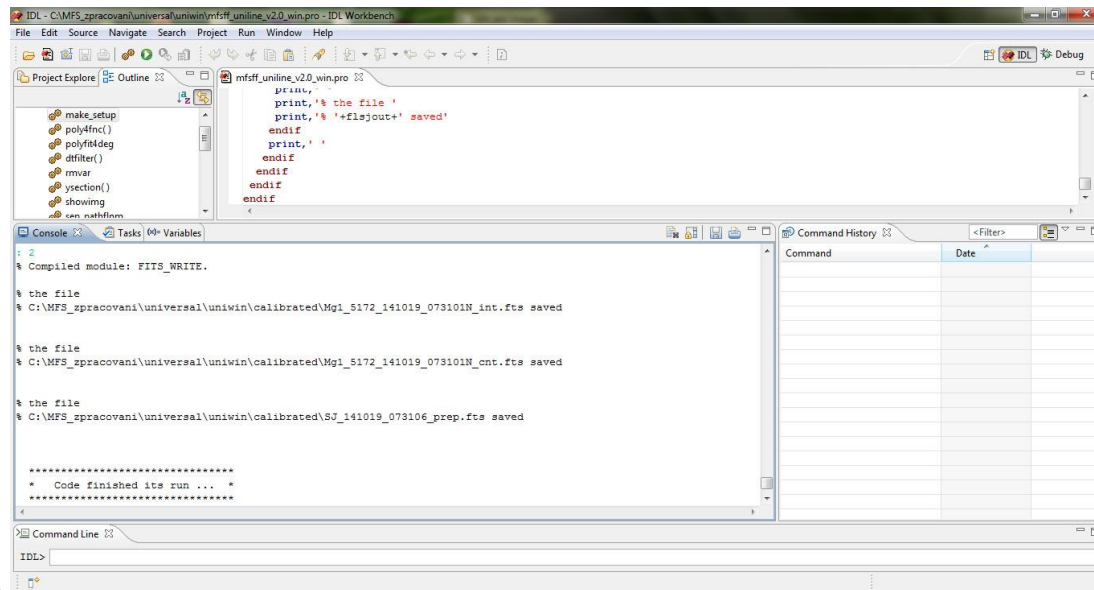 IDL - C:\MFS_zpracovani\universal\uniwin\mfsff_uniline_v2.0_win.pro - IDL Workbench
File Edit Source Navigate Search Project Run Window Help
IDL Debug
Project Explore Outline
mfsff_uniline_v2.0_win.pro
make_setup
poly4fnc()
polyfit4deg
dtfilter()
rmvar
ysection()
showimg
sep_pathflnm
print,' '
print,'% the file '
print,'% '+flsjout+' saved'
endif
print,' '
endif
endif
endif
endif
Console Tasks Variables
: 2
% Compiled module: FITS_WRITE.
% the file
% C:\MFS_zpracovani\universal\uniwin\calibrated\Mg1_5172_141019_073101N_int.fts saved
% the file
% C:\MFS_zpracovani\universal\uniwin\calibrated\Mg1_5172_141019_073101N_cnt.fts saved
% the file
% C:\MFS_zpracovani\universal\uniwin\calibrated\SJ_141019_073106_prep.fts saved
********************************
* Code finished its run ... *
********************************
Command History
<Filter>
Command Date
Command Line
IDL>